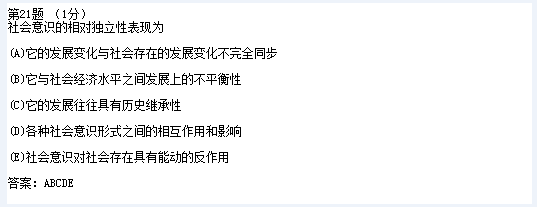 第21题 （1分）
社会意识的相对独立性表现为
(A)它的发展变化与社会存在的发展变化不完全同步
(B)它与社会经济水平之间发展上的不平衡性
(C)它的发展往往具有历史继承性
(D)各种社会意识形式之间的相互作用和影响
(E)社会意识对社会存在具有能动的反作用
答案：ABCDE